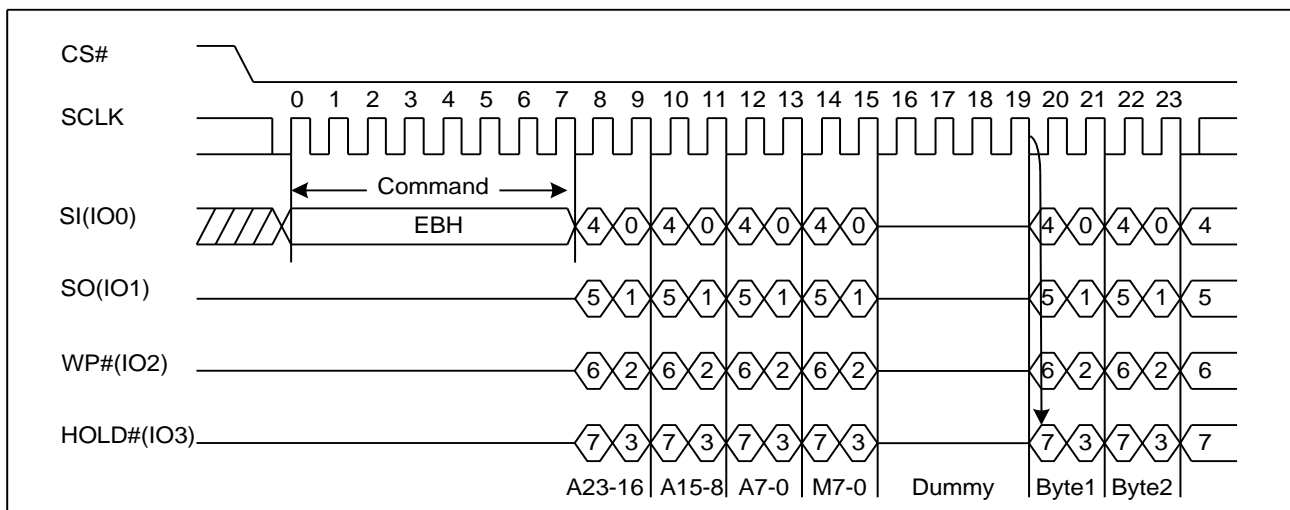 CS#
0 1 2 3 4 5 6 7 8 9 10 11 12 13 14 15 16 17 18 19 20 21 22 23
SCLK
Command
SI(IO0) EBH 4 0 4 0 4 0 4 0 4 0 4 0 4
SO(IO1) 5 1 5 1 5 1 5 1 5 1 5 1 5
WP#(IO2) 6 2 6 2 6 2 6 2 6 2 6 2 6
HOLD#(IO3) 7 3 7 3 7 3 7 3 7 3 7 3 7
A23-16 A15-8 A7-0 M7-0 Dummy Byte1 Byte2